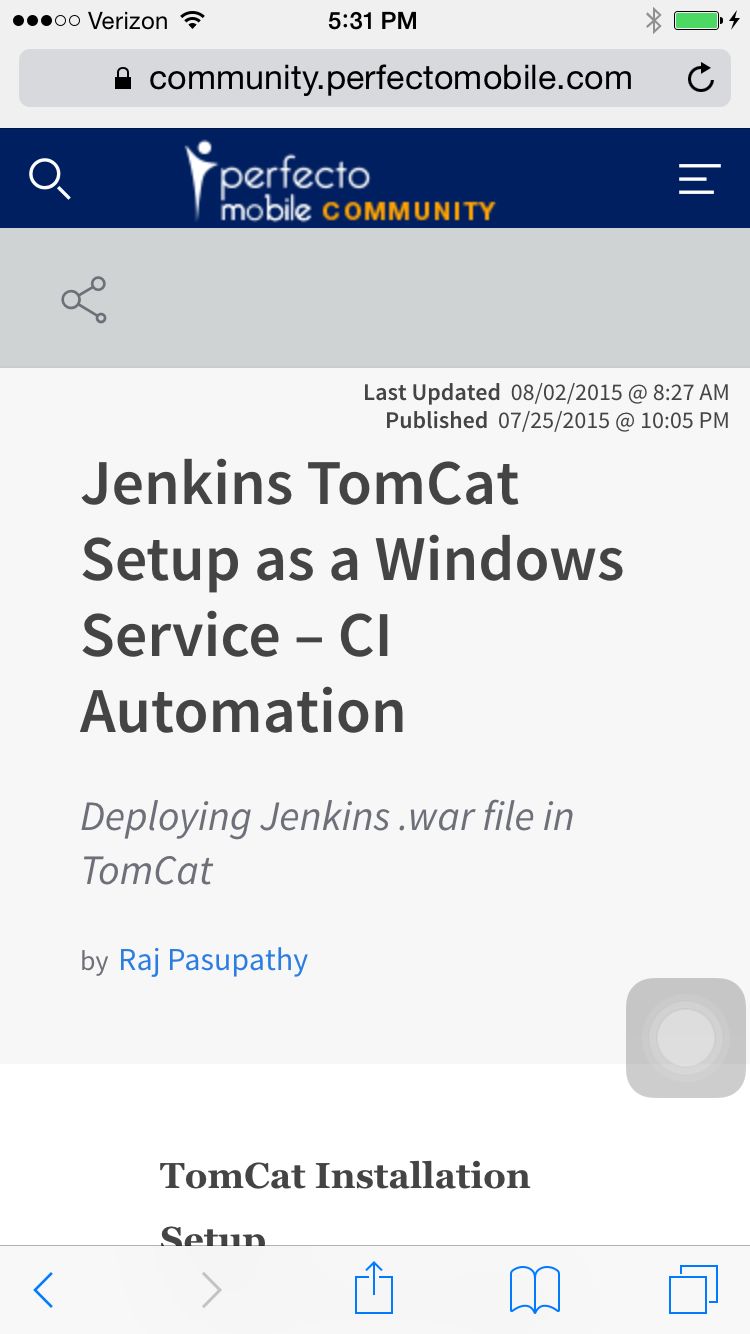 Verizon 5:31 PM
community.perfectomobile.com
perfecto
mobile COMMUNITY
Last Updated 08/02/2015 @ 8:27 AM
Published 07/25/2015 @ 10:05 PM
Jenkins TomCat
Setup as a Windows
Service – CI
Automation
Deploying Jenkins .war file in
TomCat
by Raj Pasupathy
TomCat Installation
Setup